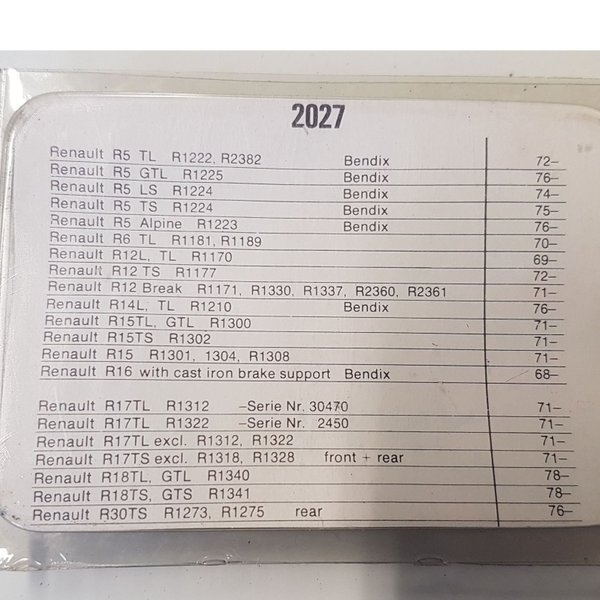 2027
Renault R5 TL R1222, R2382 Bendix 72–
Renault R5 GTL R1225 Bendix 76–
Renault R5 LS R1224 Bendix 74–
Renault R5 TS R1224 Bendix 75–
Renault R5 Alpine R1223 Bendix 76–
Renault R6 TL R1181, R1189 70–
Renault R12L, TL R1170 69–
Renault R12 TS R1177 72–
Renault R12 Break R1171, R1330, R1337, R2360, R2361 71–
Renault R14L, TL R1210 Bendix 76–
Renault R15TL, GTL R1300 71–
Renault R15TS R1302 71–
Renault R15 R1301, 1304, R1308 71–
Renault R16 with cast iron brake support Bendix 68–
Renault R17TL R1312 –Serie Nr. 30470 71–
Renault R17TL R1322 –Serie Nr. 2450 71–
Renault R17TL excl. R1312, R1322 71–
Renault R17TS excl. R1318, R1328 front + rear 71–
Renault R18TL, GTL R1340 78–
Renault R18TS, GTS R1341 78–
Renault R30TS R1273, R1275 rear 76–